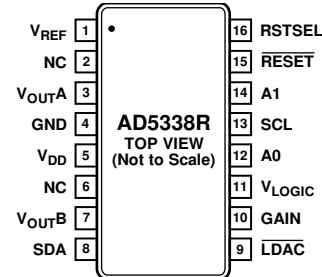 VREF 1
NC 2
VOUTA 3
GND 4
VDD 5
NC 6
VOUTB 7
SDA 8
AD5338R
TOP VIEW
(Not to Scale)
16 RSTSEL
15 RESET
14 A1
13 SCL
12 A0
11 VLOGIC
10 GAIN
9 LDAC